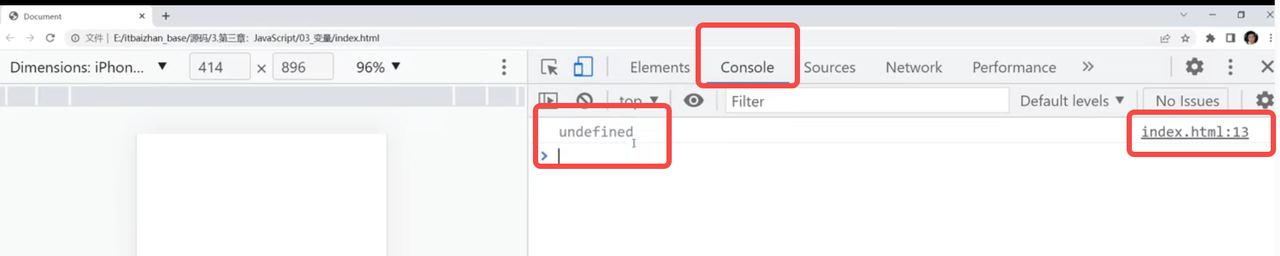 Document
文件 | E:/itbaizhan_base/源码/3.第三章：JavaScript/03_变量/index.html
Dimensions: iPhon... ▼ 414 × 896 96% ▼
Elements Console Sources Network Performance »
top ▼ Filter Default levels ▼ No Issues
undefined index.html:13
>